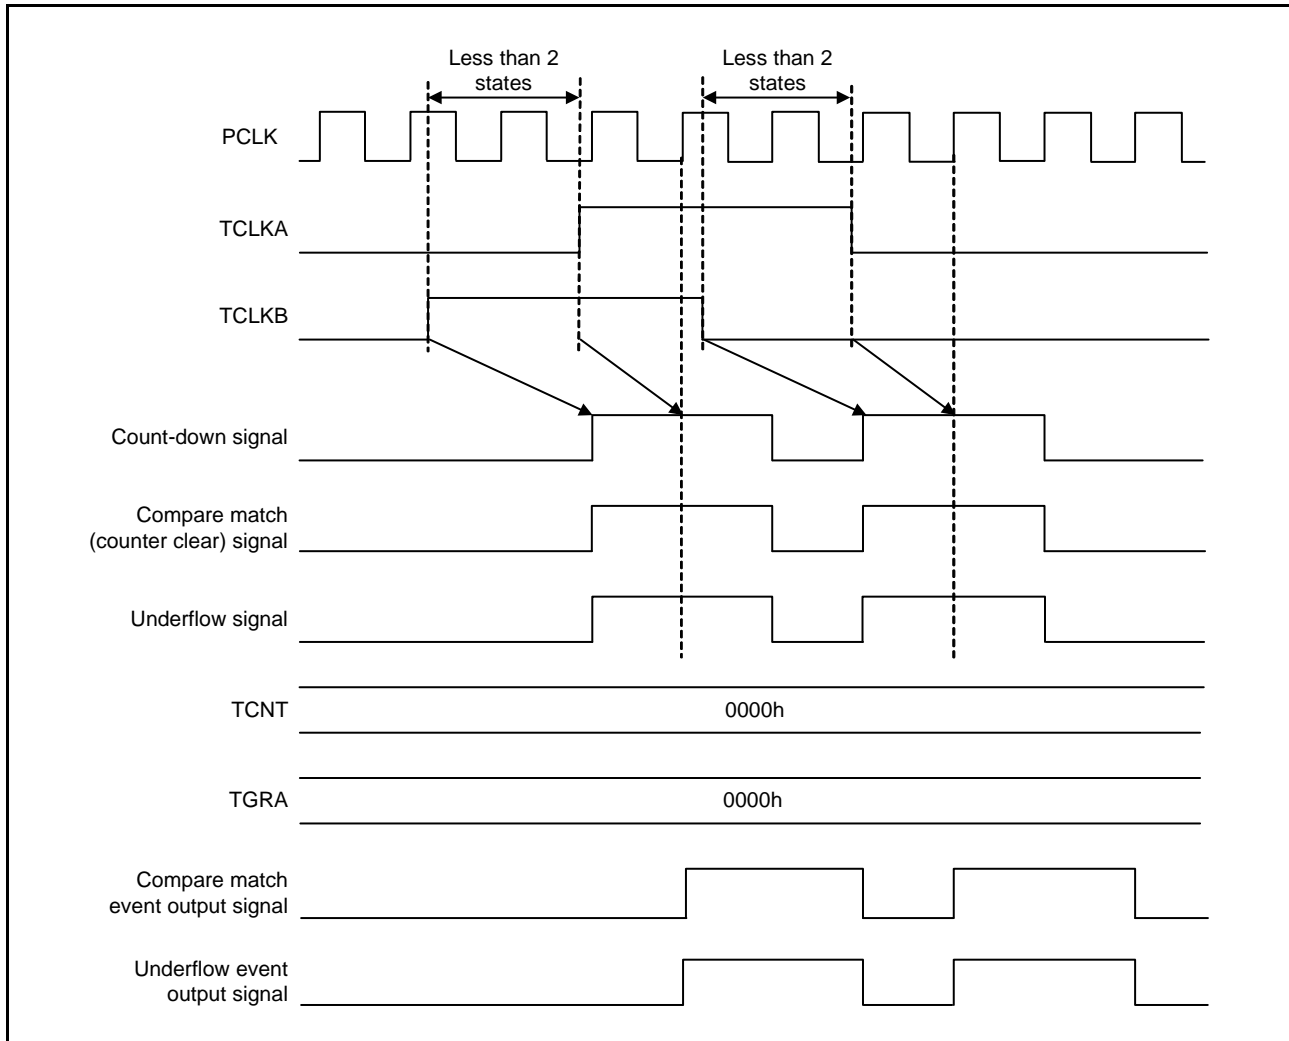 Less than 2
states
Less than 2
states
PCLK
TCLKA
TCLKB
Count-down signal
Compare match
(counter clear) signal
Underflow signal
TCNT
0000h
TGRA
0000h
Compare match
event output signal
Underflow event
output signal